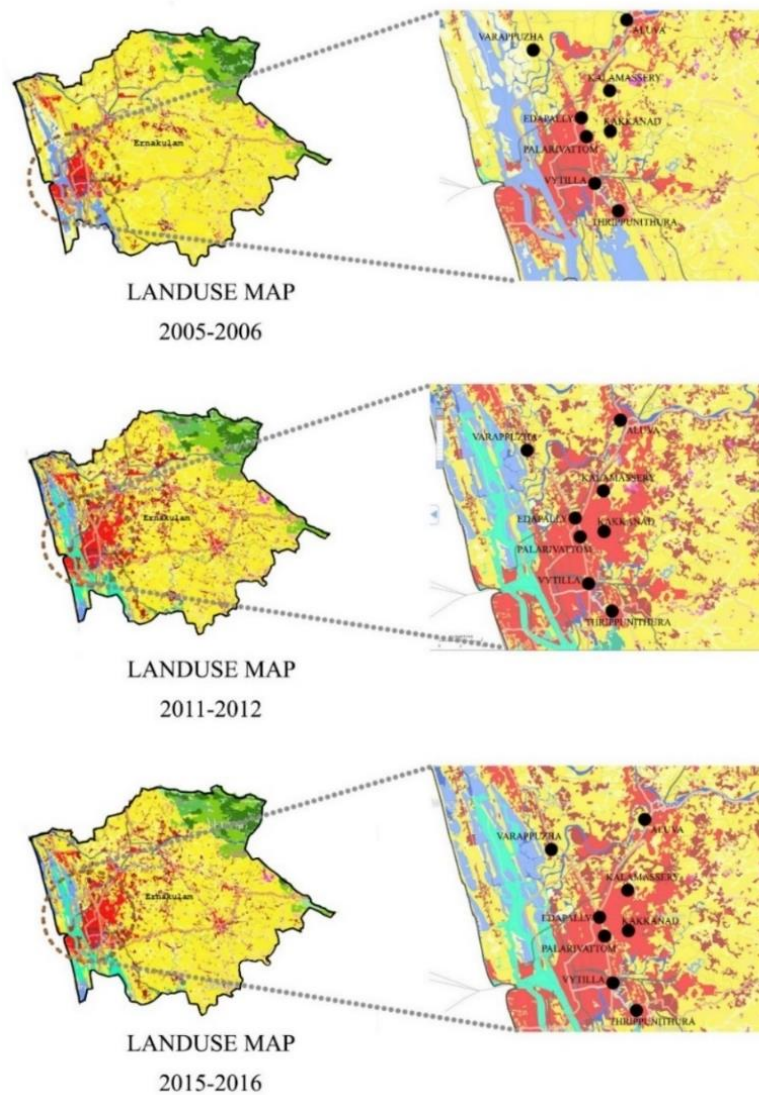 VARAPPUZHA
ALUVA
KALAMASSERY
EDAPALLY
KAKKANAD
PALARIVATTOM
VYTILLA
THRIPPUNITHURA
Ernakulam
LANDUSE MAP
2005-2006
VARAPPUZHA
ALUVA
KALAMASSERY
EDAPALLY
KAKKANAD
PALARIVATTOM
VYTILLA
THRIPPUNITHURA
Ernakulam
LANDUSE MAP
2011-2012
VARAPPUZHA
ALUVA
KALAMASSERY
EDAPALLY
KAKKANAD
PALARIVATTOM
VYTILLA
THRIPPUNITHURA
Ernakulam
LANDUSE MAP
2015-2016